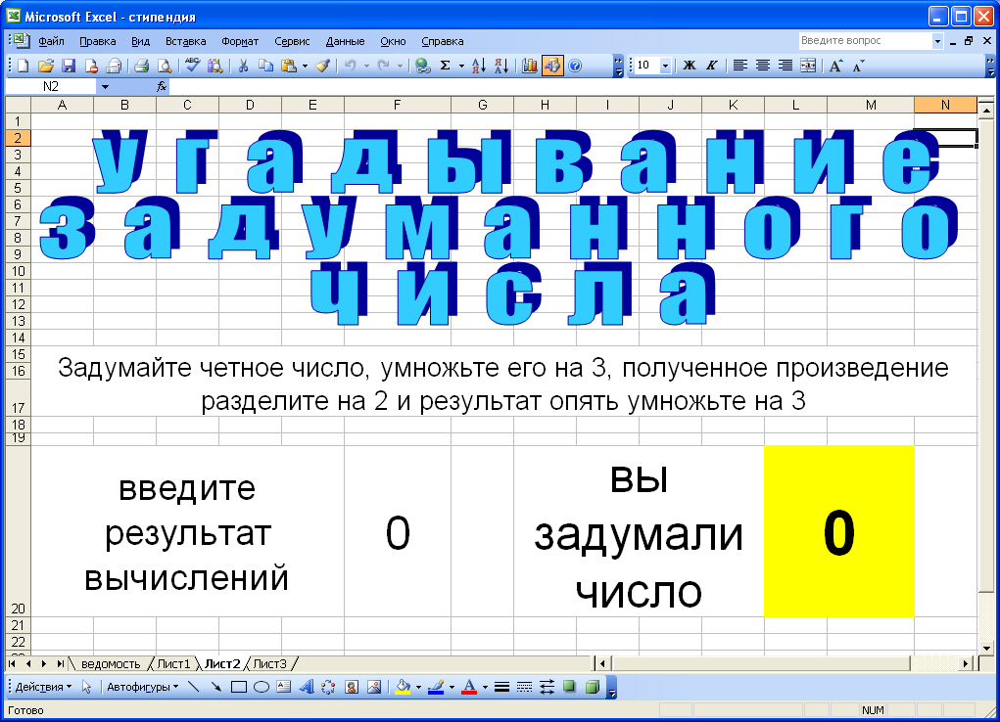 Microsoft Excel - стипендия
Файл Правка Вид Вставка Формат Сервис Данные Окно Справка Введите вопрос
10 Ж К
N2 fx
A B C D E F G H I J K L M N
1
2
3
4
5
6
7
8
9
10
11
12
13
14
15
16
17
18
19
20
21
22
угадывание
задуманного
числа
Задумайте четное число, умножьте его на 3, полученное произведение
разделите на 2 и результат опять умножьте на 3
введите
результат
вычислений
0
вы
задумали
число
0
ведомость Лист1 Лист2 Лист3
Действия Автофигуры
Готово NUM